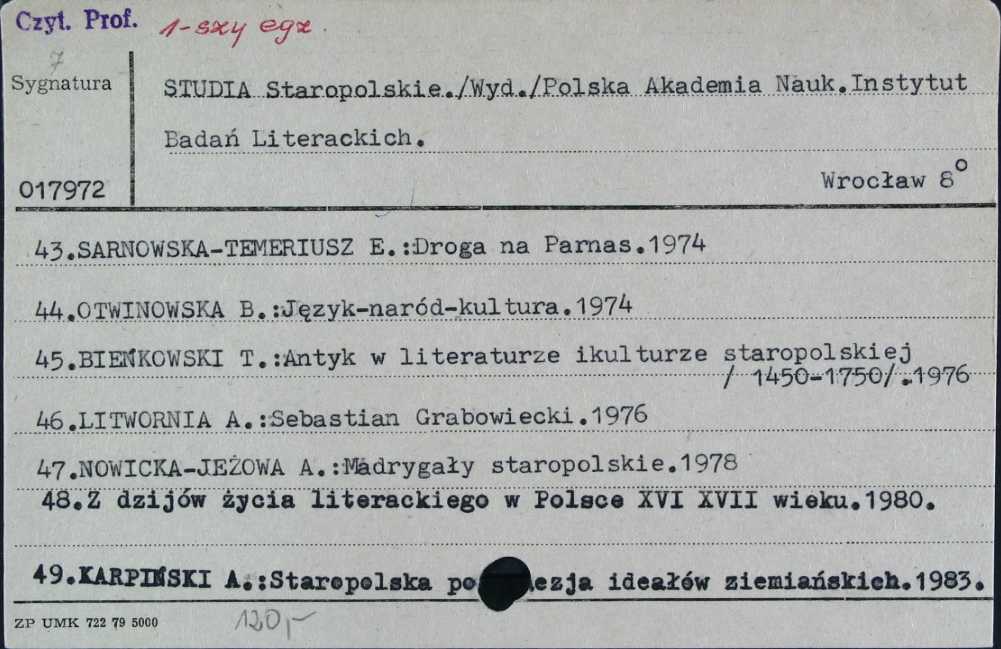 Czyt. Prof. 1-szy egz.
7
Sygnatura
STUDIA Staropolskie./Wyd./Polska Akademia Nauk.Instytut
Badań Literackich.
017972
Wrocław 8°
43.SARNOWSKA-TEMERIUSZ E.:Droga na Parnas.1974
44.OTWINOWSKA B.:Język-naród-kultura.1974
45.BIEŃKOWSKI T.:Antyk w literaturze ikulturze staropolskiej
/ 1450-1750/.1976
46.LITWORNIA A.:Sebastian Grabowiecki.1976
47.NOWICKA-JEŻOWA A.:Madrygały staropolskie.1978
48.Z dzijów życia literackiego w Polsce XVI XVII wieku.1980.
49.KARPIŃSKI A.:Staropolska po ezja ideałów ziemiańskich.1983.
ZP UMK 722 79 5000
120,-